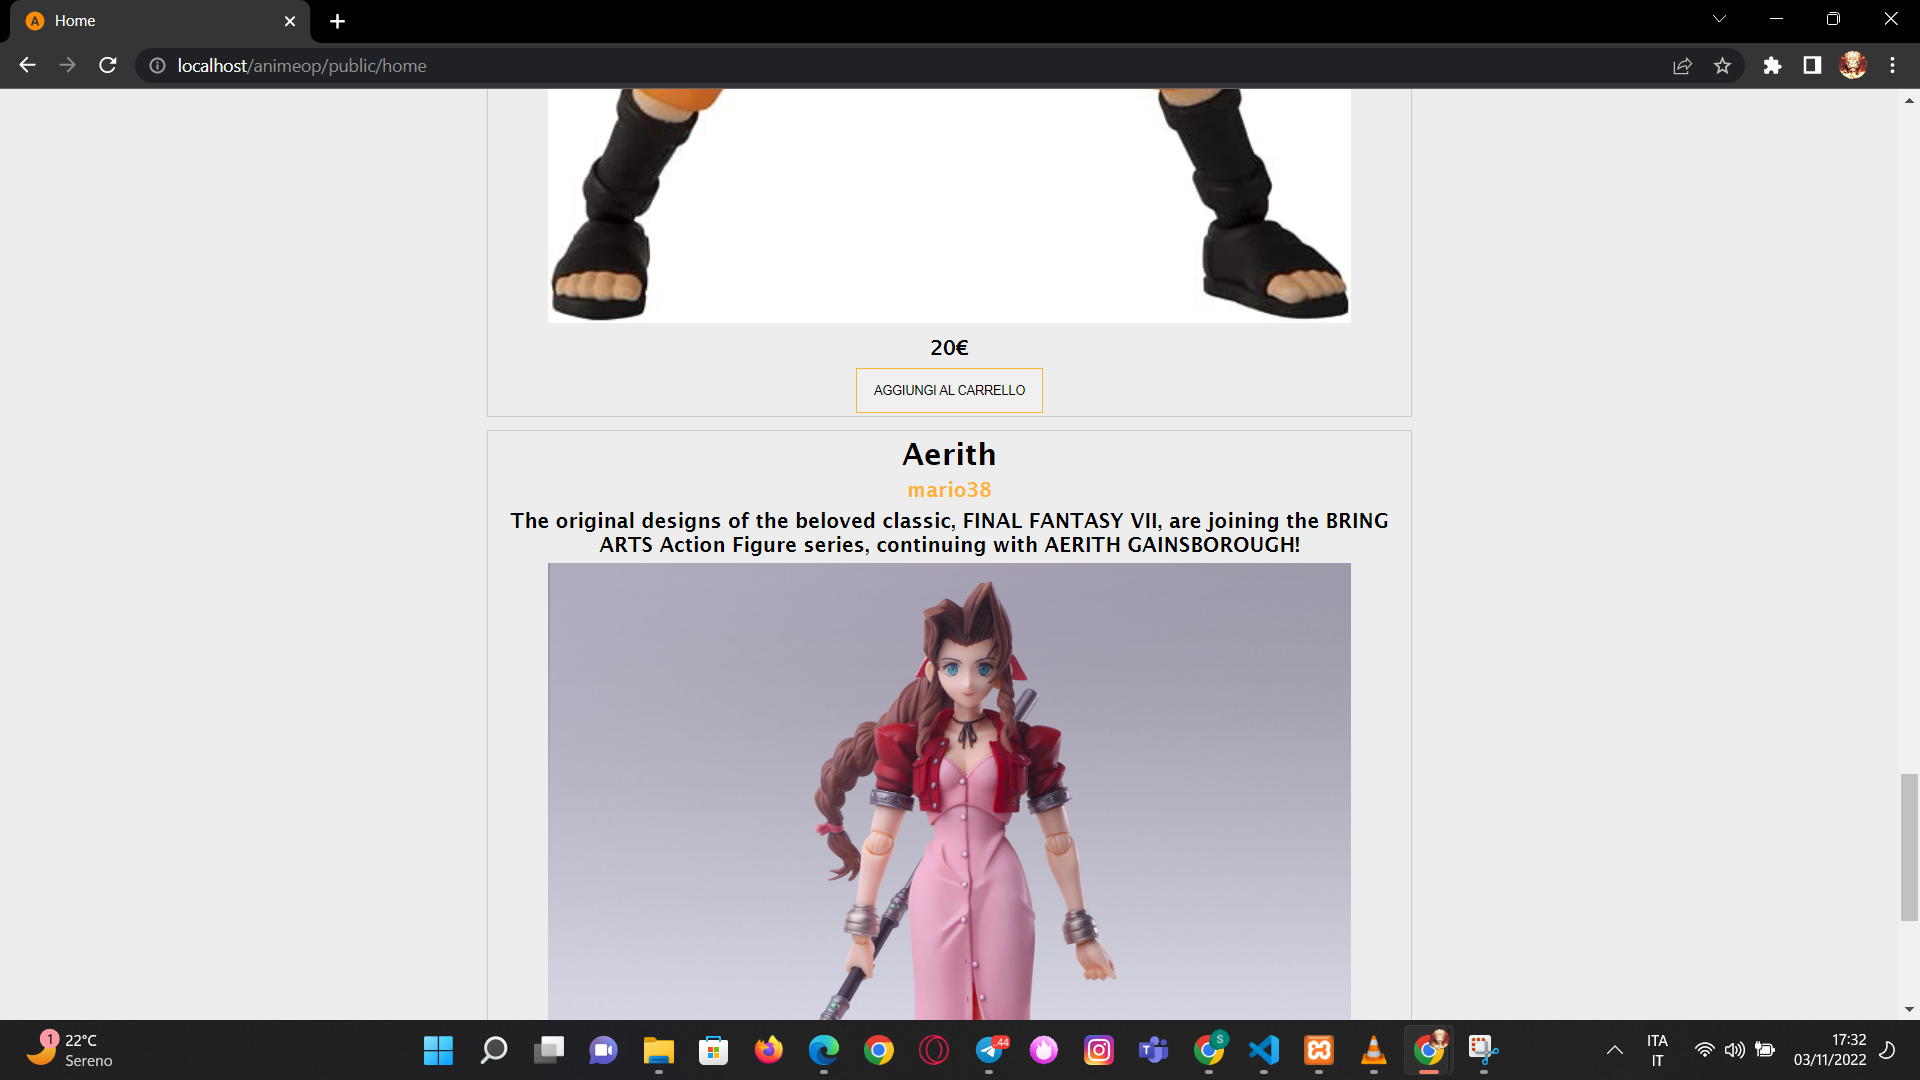 A Home
localhost/animeop/public/home
20€
AGGIUNGI AL CARRELLO
Aerith
mario38
The original designs of the beloved classic, FINAL FANTASY VII, are joining the BRING
ARTS Action Figure series, continuing with AERITH GAINSBOROUGH!
1
22°C
Sereno
44
S
ITA
IT
17:32
03/11/2022